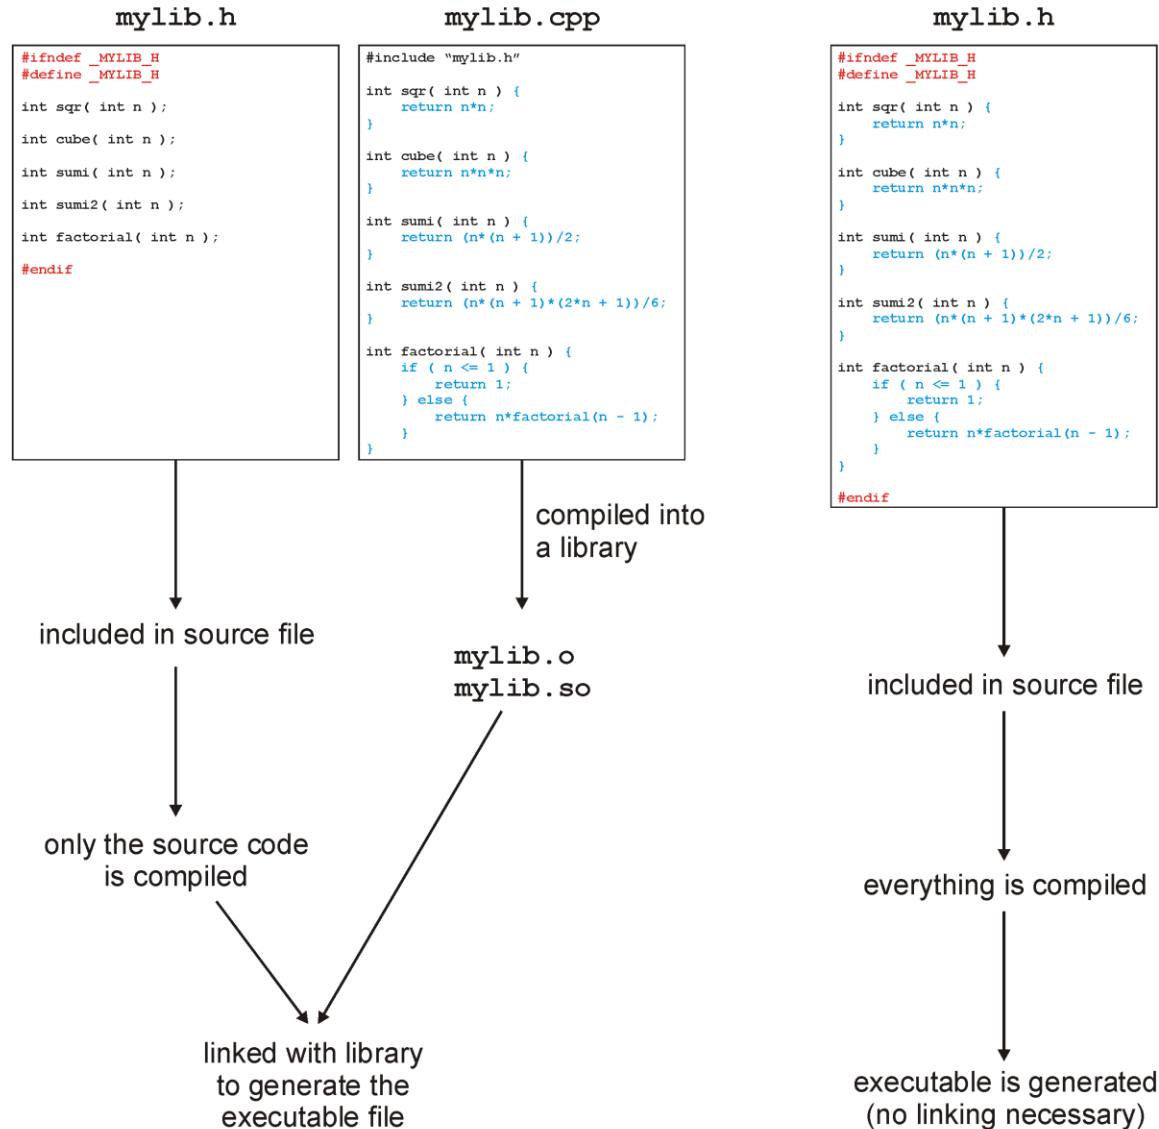 mylib.h
#ifndef _MYLIB_H
#define _MYLIB_H
int sqr( int n );
int cube( int n );
int sumi( int n );
int sumi2( int n );
int factorial( int n );
#endif
included in source file
only the source code
is compiled
mylib.cpp
#include “mylib.h”
int sqr( int n ) {
    return n*n;
}
int cube( int n ) {
    return n*n*n;
}
int sumi( int n ) {
    return (n*(n + 1))/2;
}
int sumi2( int n ) {
    return (n*(n + 1)*(2*n + 1))/6;
}
int factorial( int n ) {
    if ( n <= 1 ) {
        return 1;
    } else {
        return n*factorial(n - 1);
    }
}
compiled into
a library
mylib.o
mylib.so
linked with library
to generate the
executable file
mylib.h
#ifndef _MYLIB_H
#define _MYLIB_H
int sqr( int n ) {
    return n*n;
}
int cube( int n ) {
    return n*n*n;
}
int sumi( int n ) {
    return (n*(n + 1))/2;
}
int sumi2( int n ) {
    return (n*(n + 1)*(2*n + 1))/6;
}
int factorial( int n ) {
    if ( n <= 1 ) {
        return 1;
    } else {
        return n*factorial(n - 1);
    }
}
#endif
included in source file
everything is compiled
executable is generated
(no linking necessary)